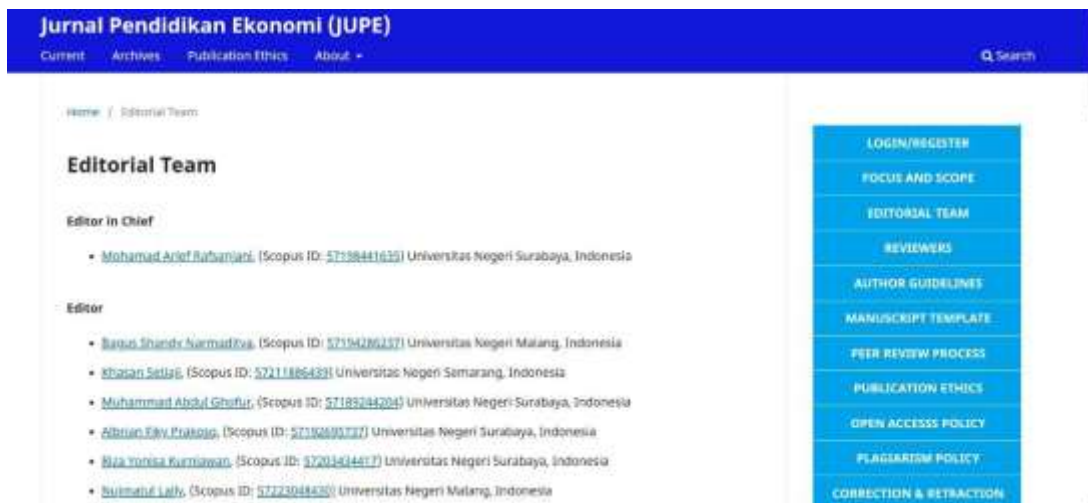 Jurnal Pendidikan Ekonomi (JUPE)
Current Archives Publication Ethics About
Search
Home / Editorial Team
Editorial Team
Editor in Chief
Mohamad Arief Rafsanjani, (Scopus ID: 57198441635) Universitas Negeri Surabaya, Indonesia
Editor
Bagus Shandy Narmaditya, (Scopus ID: 57194286237) Universitas Negeri Malang, Indonesia
Khasan Setiaji, (Scopus ID: 57211886439) Universitas Negeri Semarang, Indonesia
Muhammad Abdul Ghofur, (Scopus ID: 57189244204) Universitas Negeri Surabaya, Indonesia
Albrian Fiky Prakoso, (Scopus ID: 57192695737) Universitas Negeri Surabaya, Indonesia
Riza Yonisa Kurniawan, (Scopus ID: 57203434417) Universitas Negeri Surabaya, Indonesia
Laily, (Scopus ID: 57223048430) Universitas Negeri Malang, Indonesia
LOGIN/REGISTER
FOCUS AND SCOPE
EDITORIAL TEAM
REVIEWERS
AUTHOR GUIDELINES
MANUSCRIPT TEMPLATE
PEER REVIEW PROCESS
PUBLICATION ETHICS
OPEN ACCESSS POLICY
PLAGIARISM POLICY
CORRECTION & RETRACTION